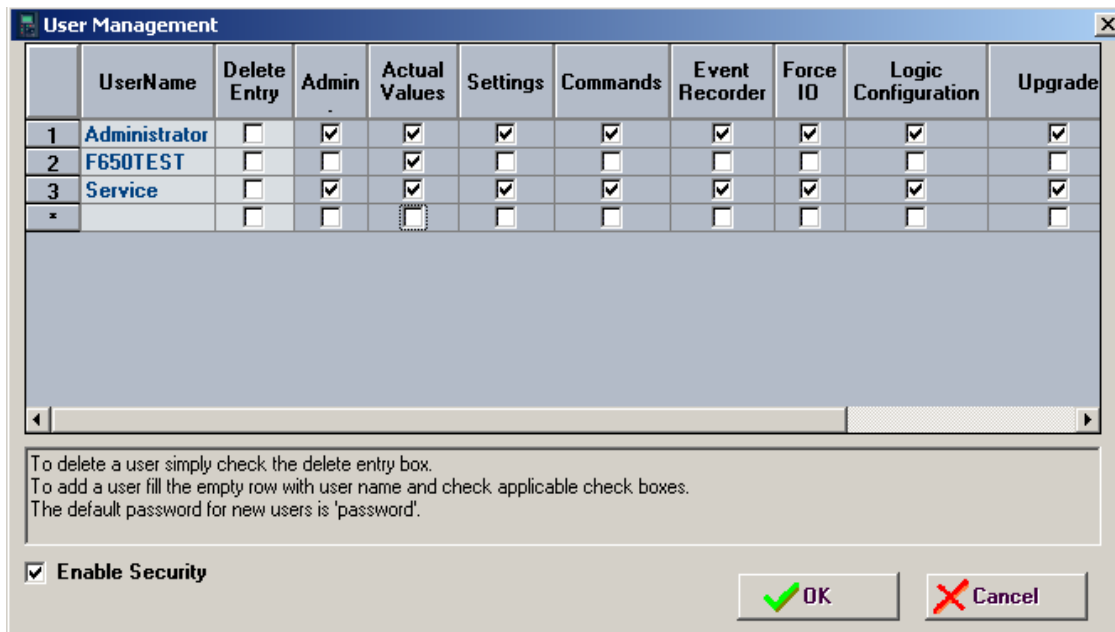 User Management
UserName Delete Entry Admin . Actual Values Settings Commands Event Recorder Force IO Logic Configuration Upgrade
1 Administrator
2 F650TEST
3 Service
*
To delete a user simply check the delete entry box.
To add a user fill the empty row with user name and check applicable check boxes.
The default password for new users is 'password'.
Enable Security
OK Cancel